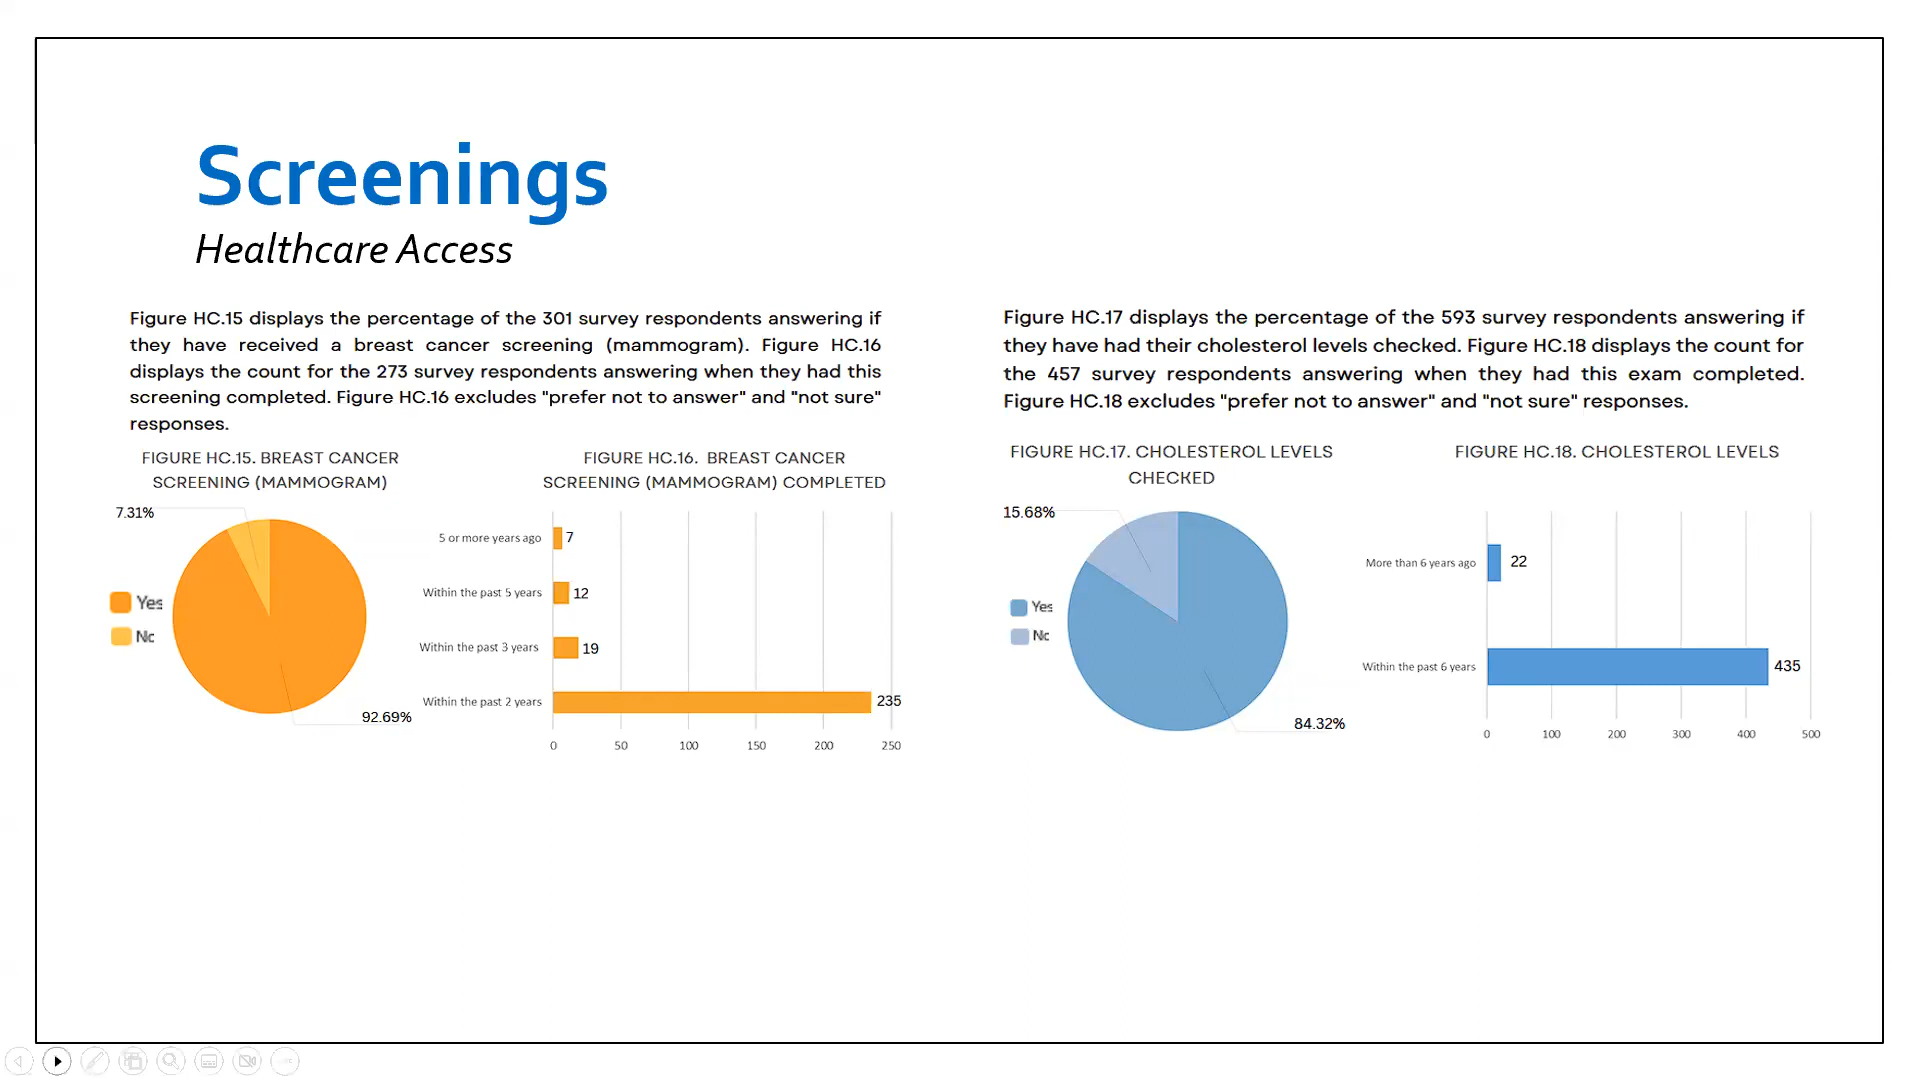 Screenings
Healthcare Access
Figure HC.15 displays the percentage of the 301 survey respondents answering if
they have received a breast cancer screening (mammogram). Figure HC.16
displays the count for the 273 survey respondents answering when they had this
screening completed. Figure HC.16 excludes "prefer not to answer" and "not sure"
responses.
FIGURE HC.15. BREAST CANCER
SCREENING (MAMMOGRAM)
7.31%
Yes
No
92.69%
FIGURE HC.16. BREAST CANCER
SCREENING (MAMMOGRAM) COMPLETED
5 or more years ago 7
Within the past 5 years 12
Within the past 3 years 19
Within the past 2 years 235
0 50 100 150 200 250
Figure HC.17 displays the percentage of the 593 survey respondents answering if
they have had their cholesterol levels checked. Figure HC.18 displays the count for
the 457 survey respondents answering when they had this exam completed.
Figure HC.18 excludes "prefer not to answer" and "not sure" responses.
FIGURE HC.17. CHOLESTEROL LEVELS
CHECKED
15.68%
Yes
No
84.32%
FIGURE HC.18. CHOLESTEROL LEVELS
More than 6 years ago 22
Within the past 6 years 435
0 100 200 300 400 500